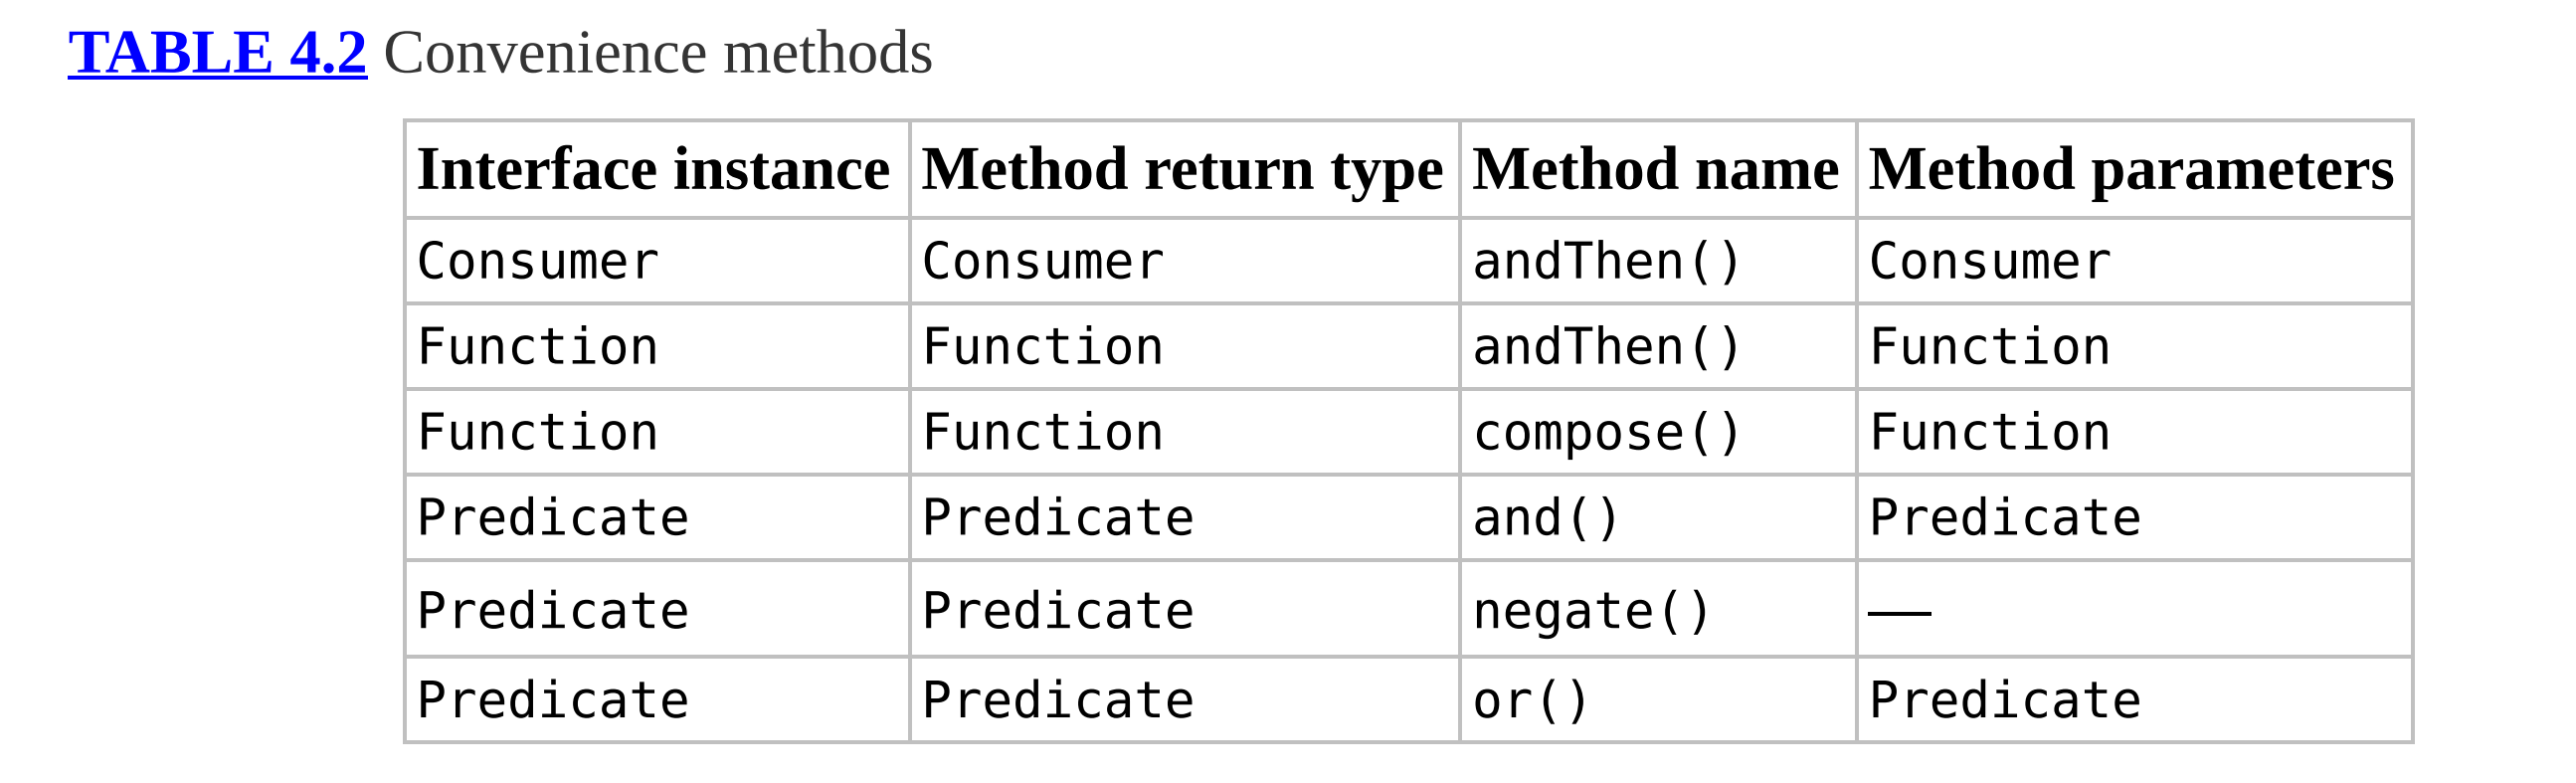 TABLE 4.2 Convenience methods
Interface instance Method return type Method name Method parameters
Consumer Consumer andThen() Consumer
Function Function andThen() Function
Function Function compose() Function
Predicate Predicate and() Predicate
Predicate Predicate negate() —
Predicate Predicate or() Predicate